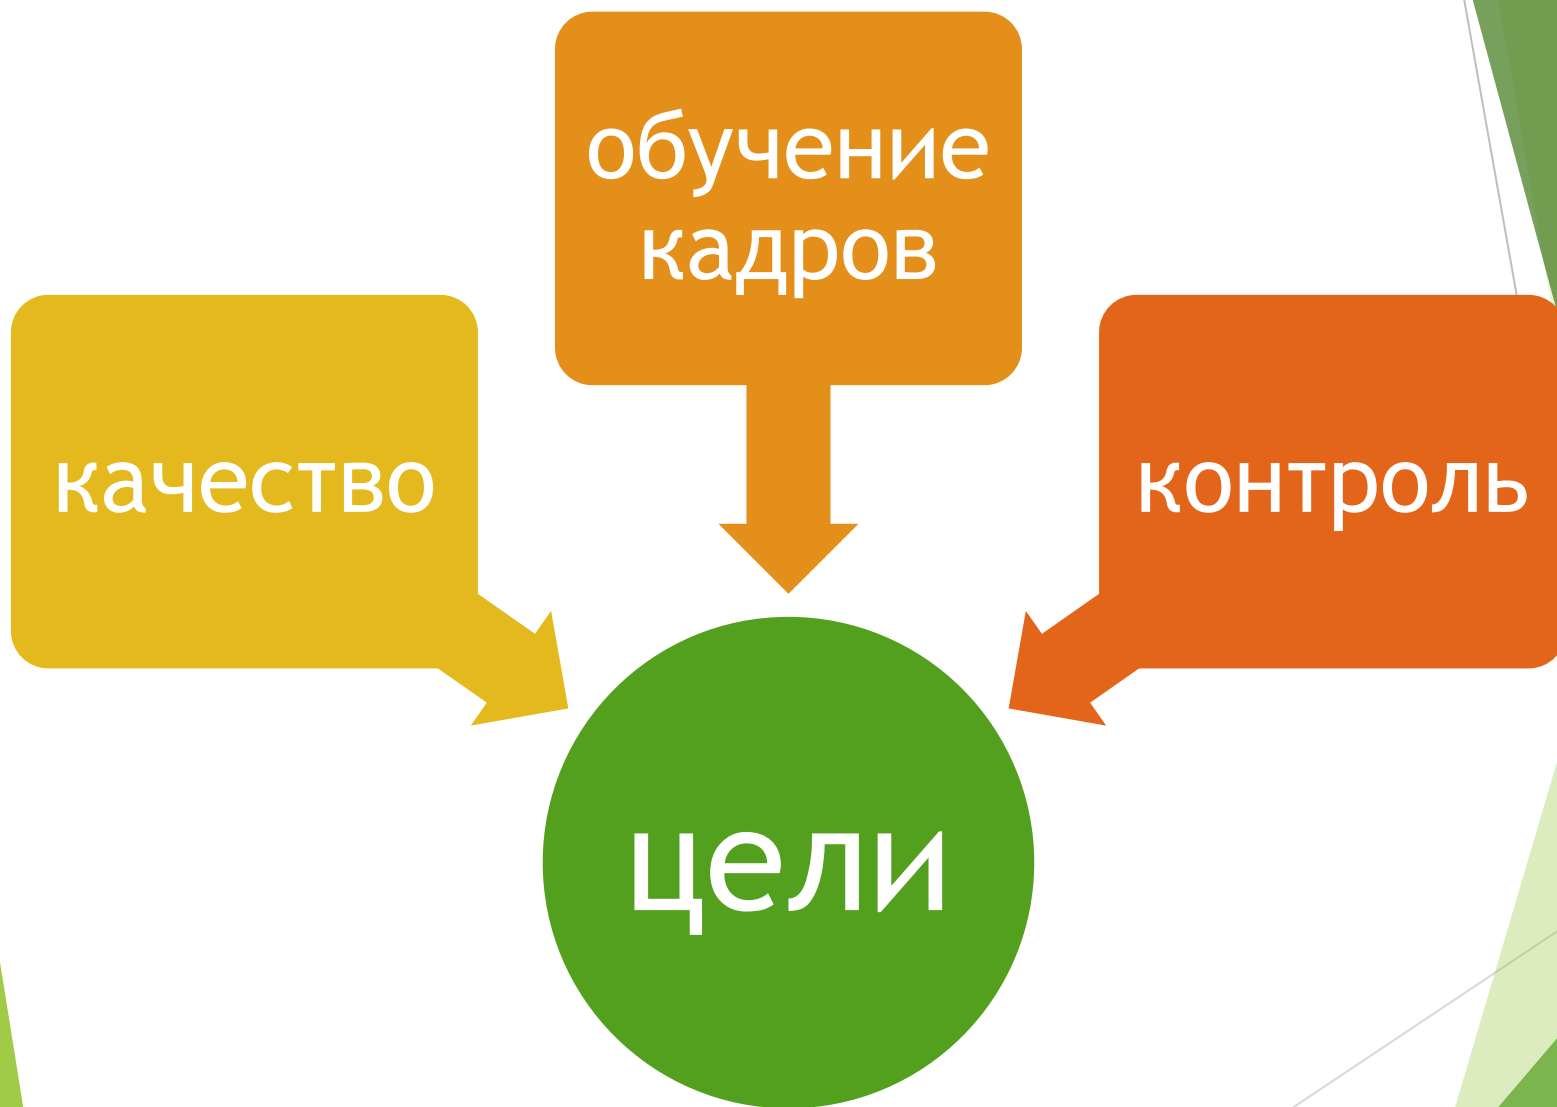 обучение
кадров
качество
контроль
цели